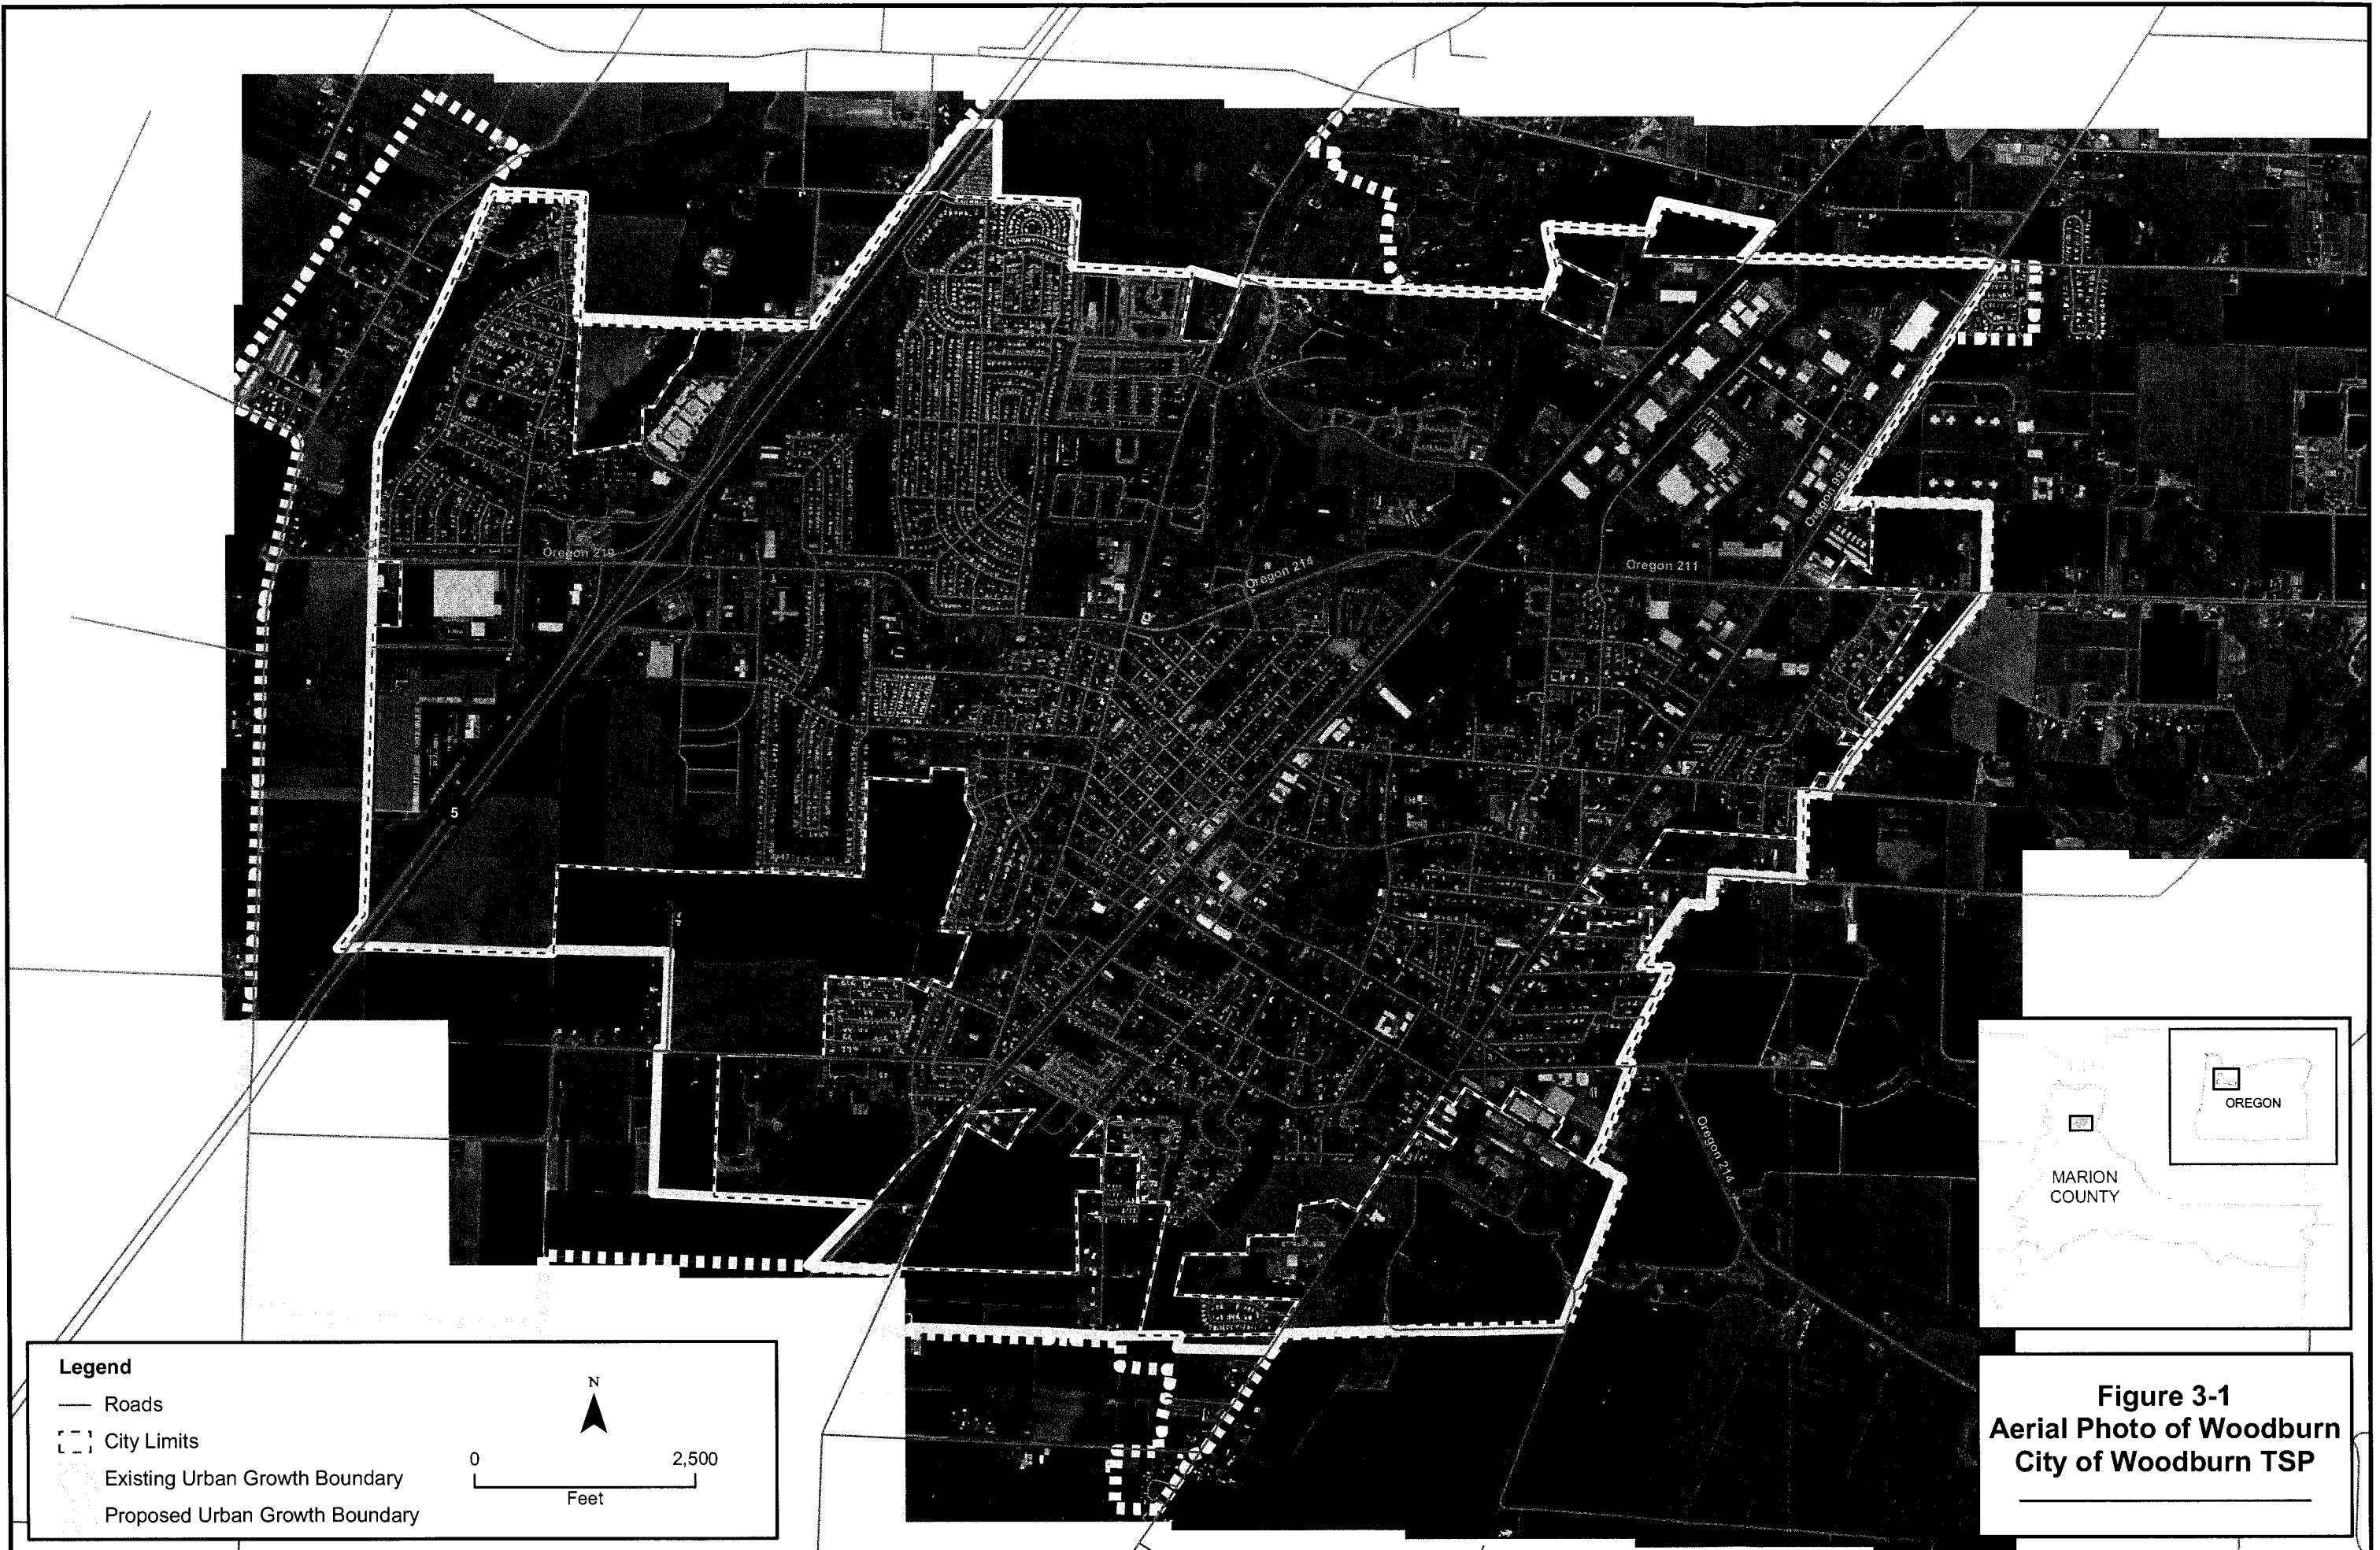 Oregon 219
Oregon 214
Oregon 211
Oregon 99 E
5
Oregon 214
OREGON
MARION
COUNTY
Legend
Roads
City Limits
Existing Urban Growth Boundary
Proposed Urban Growth Boundary
N
0 2,500
Feet
Figure 3-1
Aerial Photo of Woodburn
City of Woodburn TSP